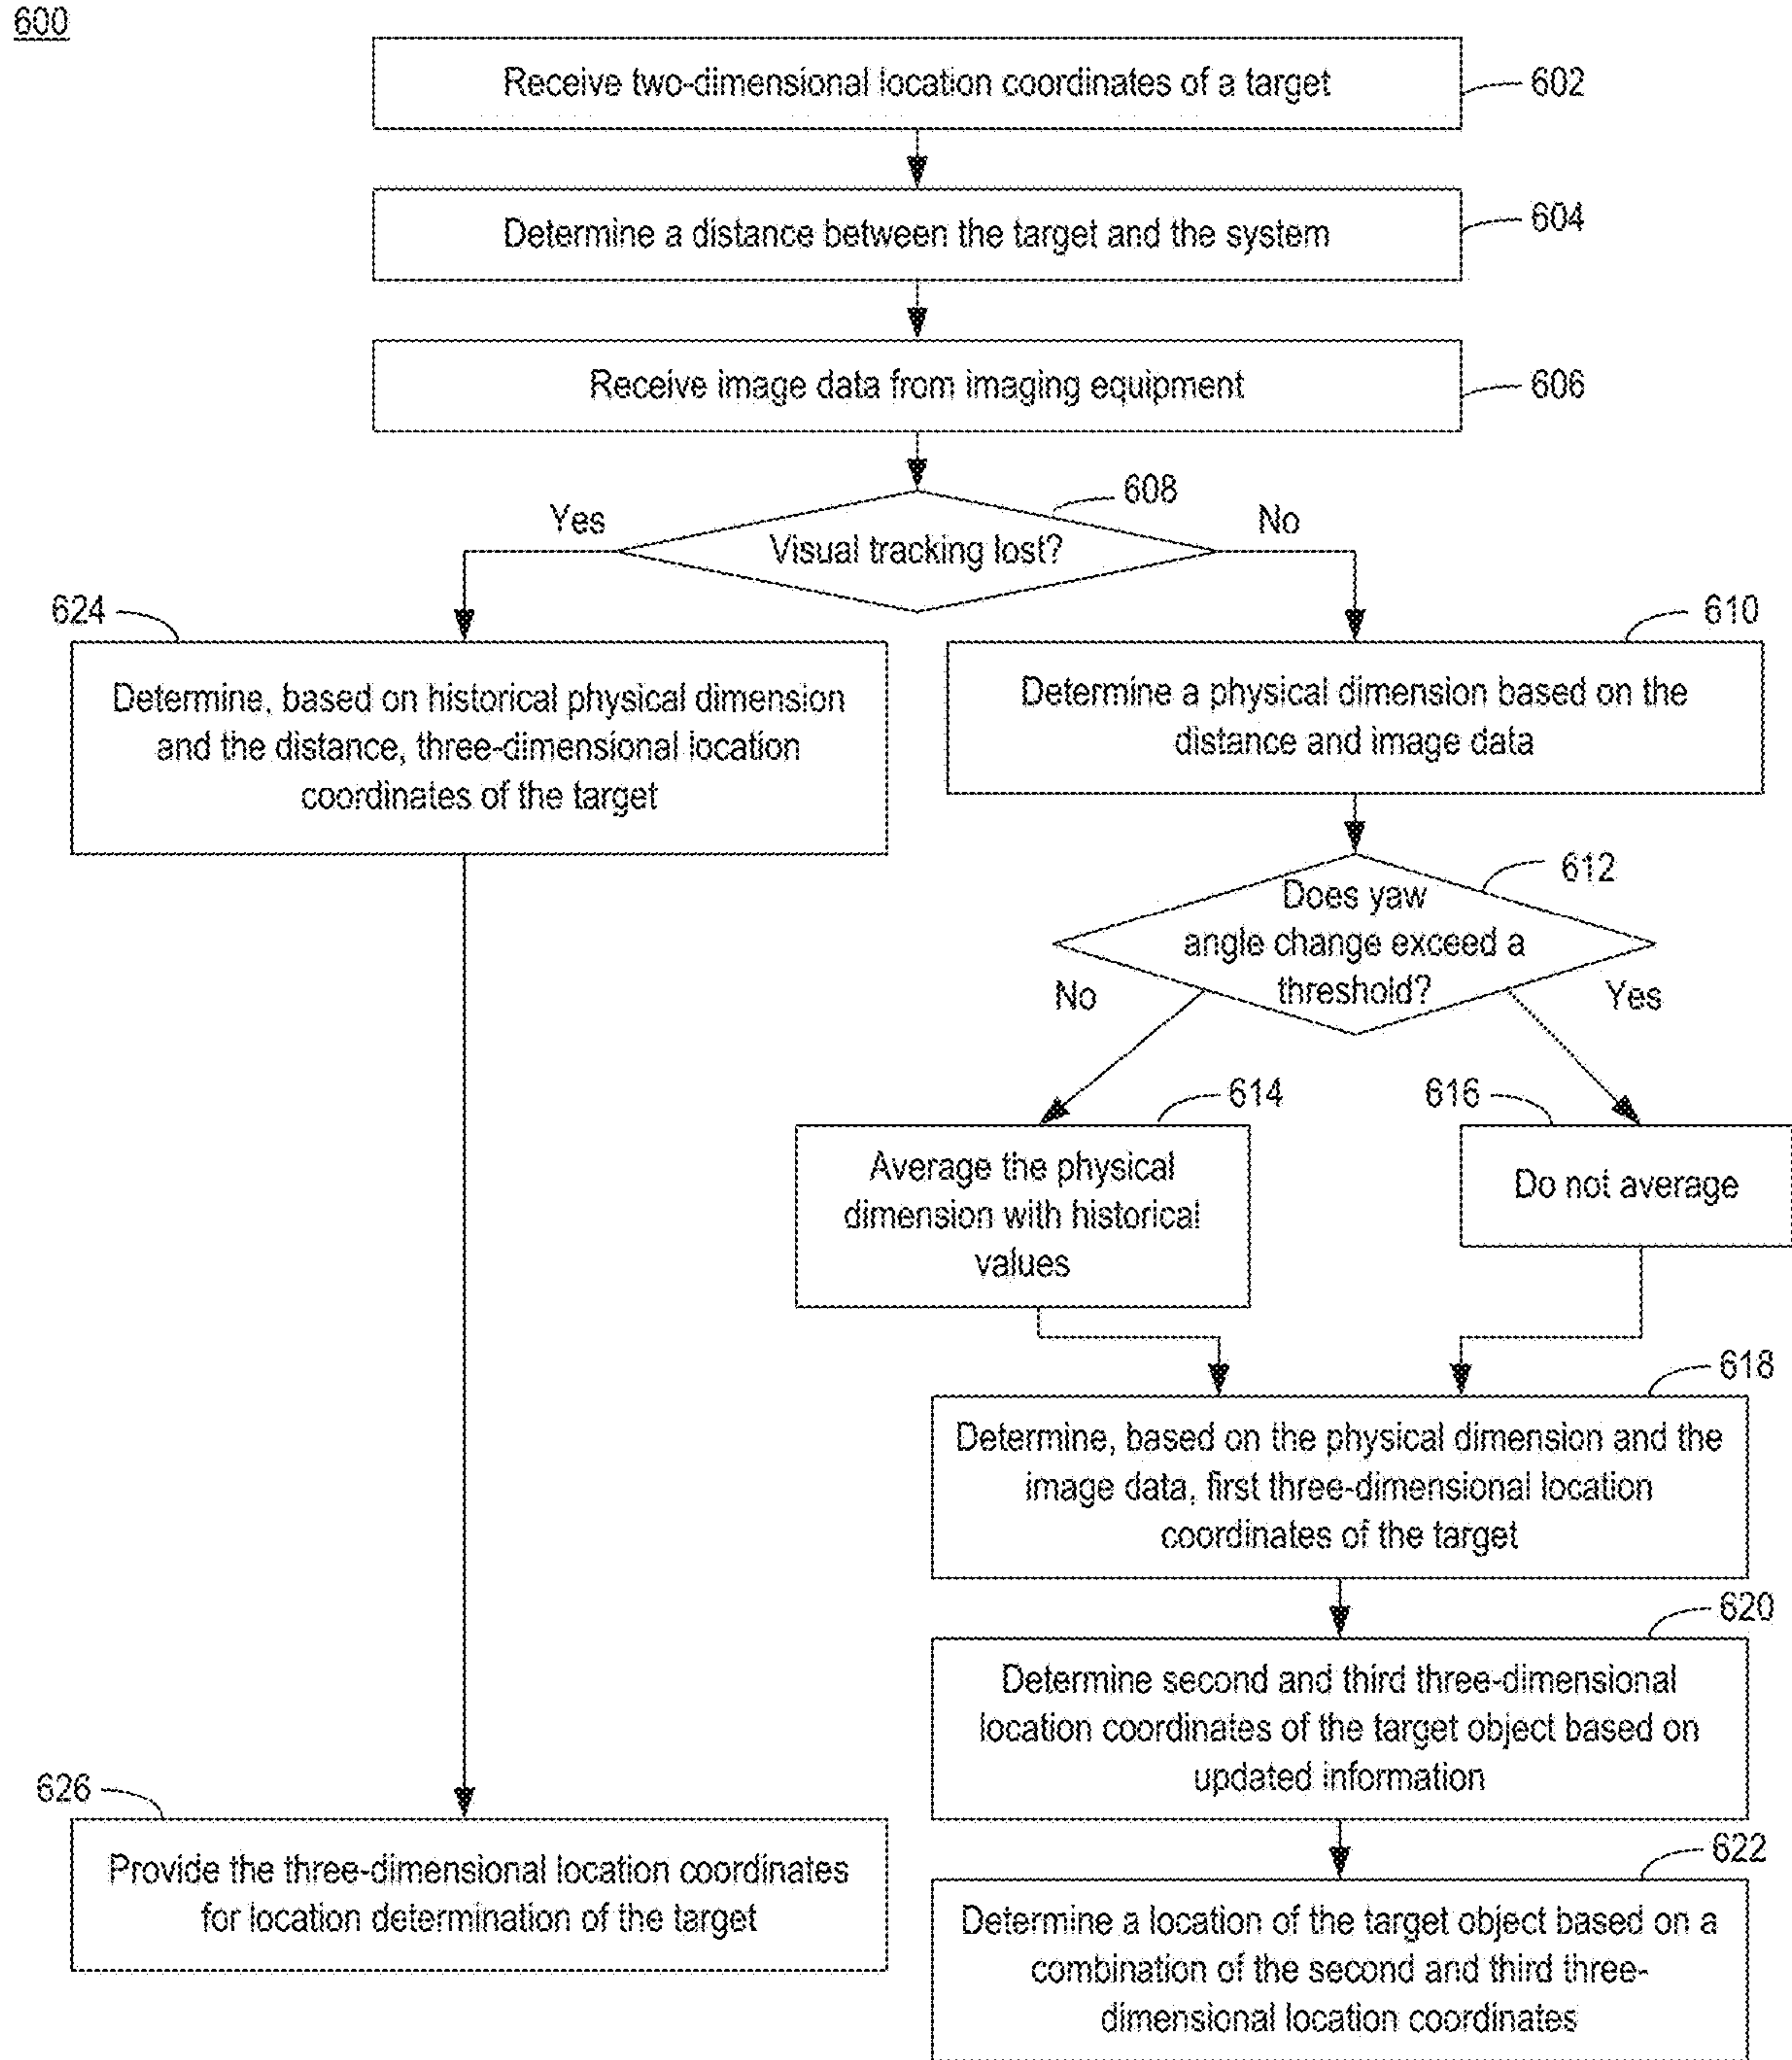 600
Receive two-dimensional location coordinates of a target
602
Determine a distance between the target and the system
604
Receive image data from imaging equipment
606
608
Yes
No
Visual tracking lost?
624
610
Determine, based on historical physical dimension
and the distance, three-dimensional location
coordinates of the target
Determine a physical dimension based on the
distance and image data
612
Does yaw
angle change exceed a
threshold?
No
Yes
614
616
Average the physical
dimension with historical
values
Do not average
618
Determine, based on the physical dimension and the
image data, first three-dimensional location
coordinates of the target
620
Determine second and third three-dimensional
location coordinates of the target object based on
updated information
626
Provide the three-dimensional location coordinates
for location determination of the target
622
Determine a location of the target object based on a
combination of the second and third three-
dimensional location coordinates